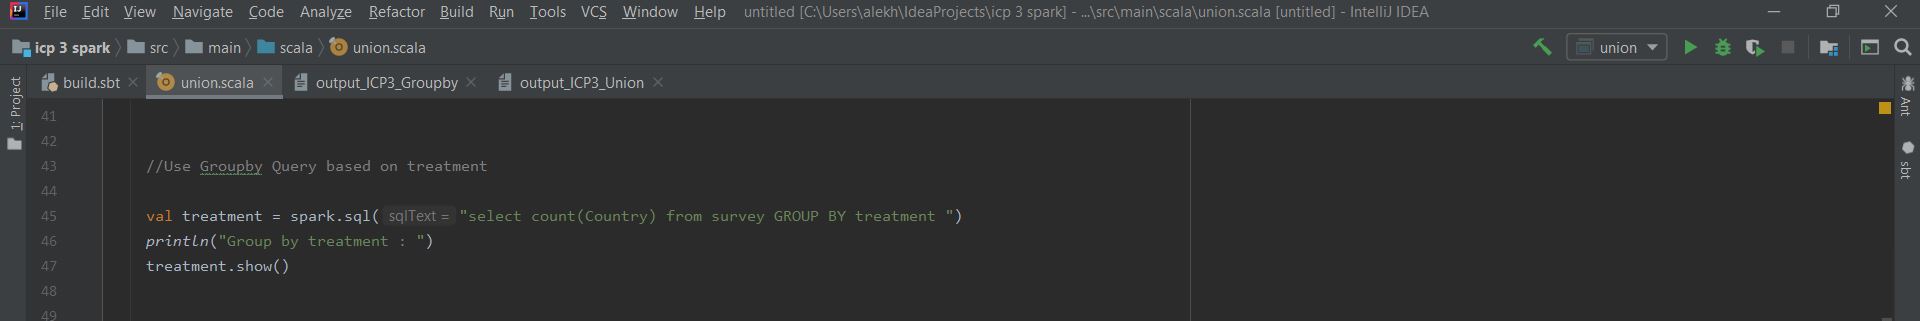 File Edit View Navigate Code Analyze Refactor Build Run Tools VCS Window Help untitled [C:\Users\alekh\IdeaProjects\icp 3 spark] - ...\src\main\scala\union.scala [untitled] - IntelliJ IDEA
icp 3 spark src main scala union.scala union
build.sbt union.scala output_ICP3_Groupby output_ICP3_Union
1: Project
Ant
sbt
41
42
43 //Use Groupby Query based on treatment
44
45 val treatment = spark.sql( sqlText = "select count(Country) from survey GROUP BY treatment ")
46 println("Group by treatment : ")
47 treatment.show()
48
49